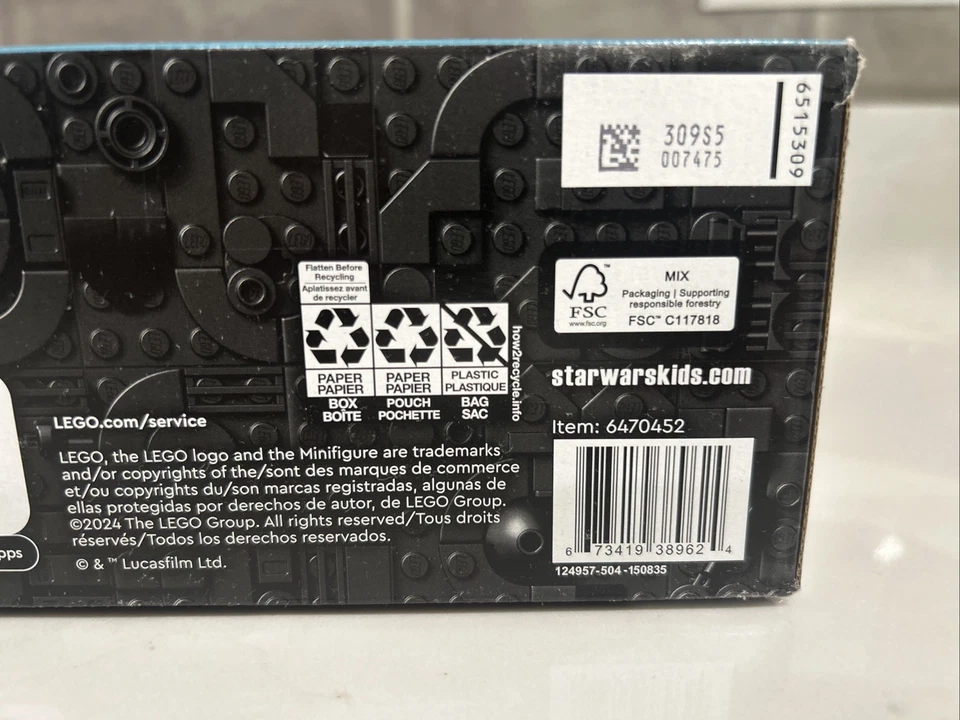 309S5
007475
6515309
FSC™
www.fsc.org
MIX
Packaging | Supporting
responsible forestry
FSC™ C117818
Flatten Before
Recycling
Aplatissez avant
de recycler
PAPER
PAPIER
BOX
BOÎTE
PAPER
PAPIER
POUCH
POCHETTE
PLASTIC
PLASTIQUE
BAG
SAC
how2recycle.info
starwarskids.com
LEGO.com/service
Item: 6470452
LEGO, the LEGO logo and the Minifigure are trademarks
and/or copyrights of the/sont des marques de commerce
et/ou copyrights du/son marcas registradas, algunas de
ellas protegidas por derechos de autor, de LEGO Group.
©2024 The LEGO Group. All rights reserved/Tous droits
réservés/Todos los derechos reservados.
© & ™ Lucasfilm Ltd.
pps
6 73419 38962 4
124957-504-150835